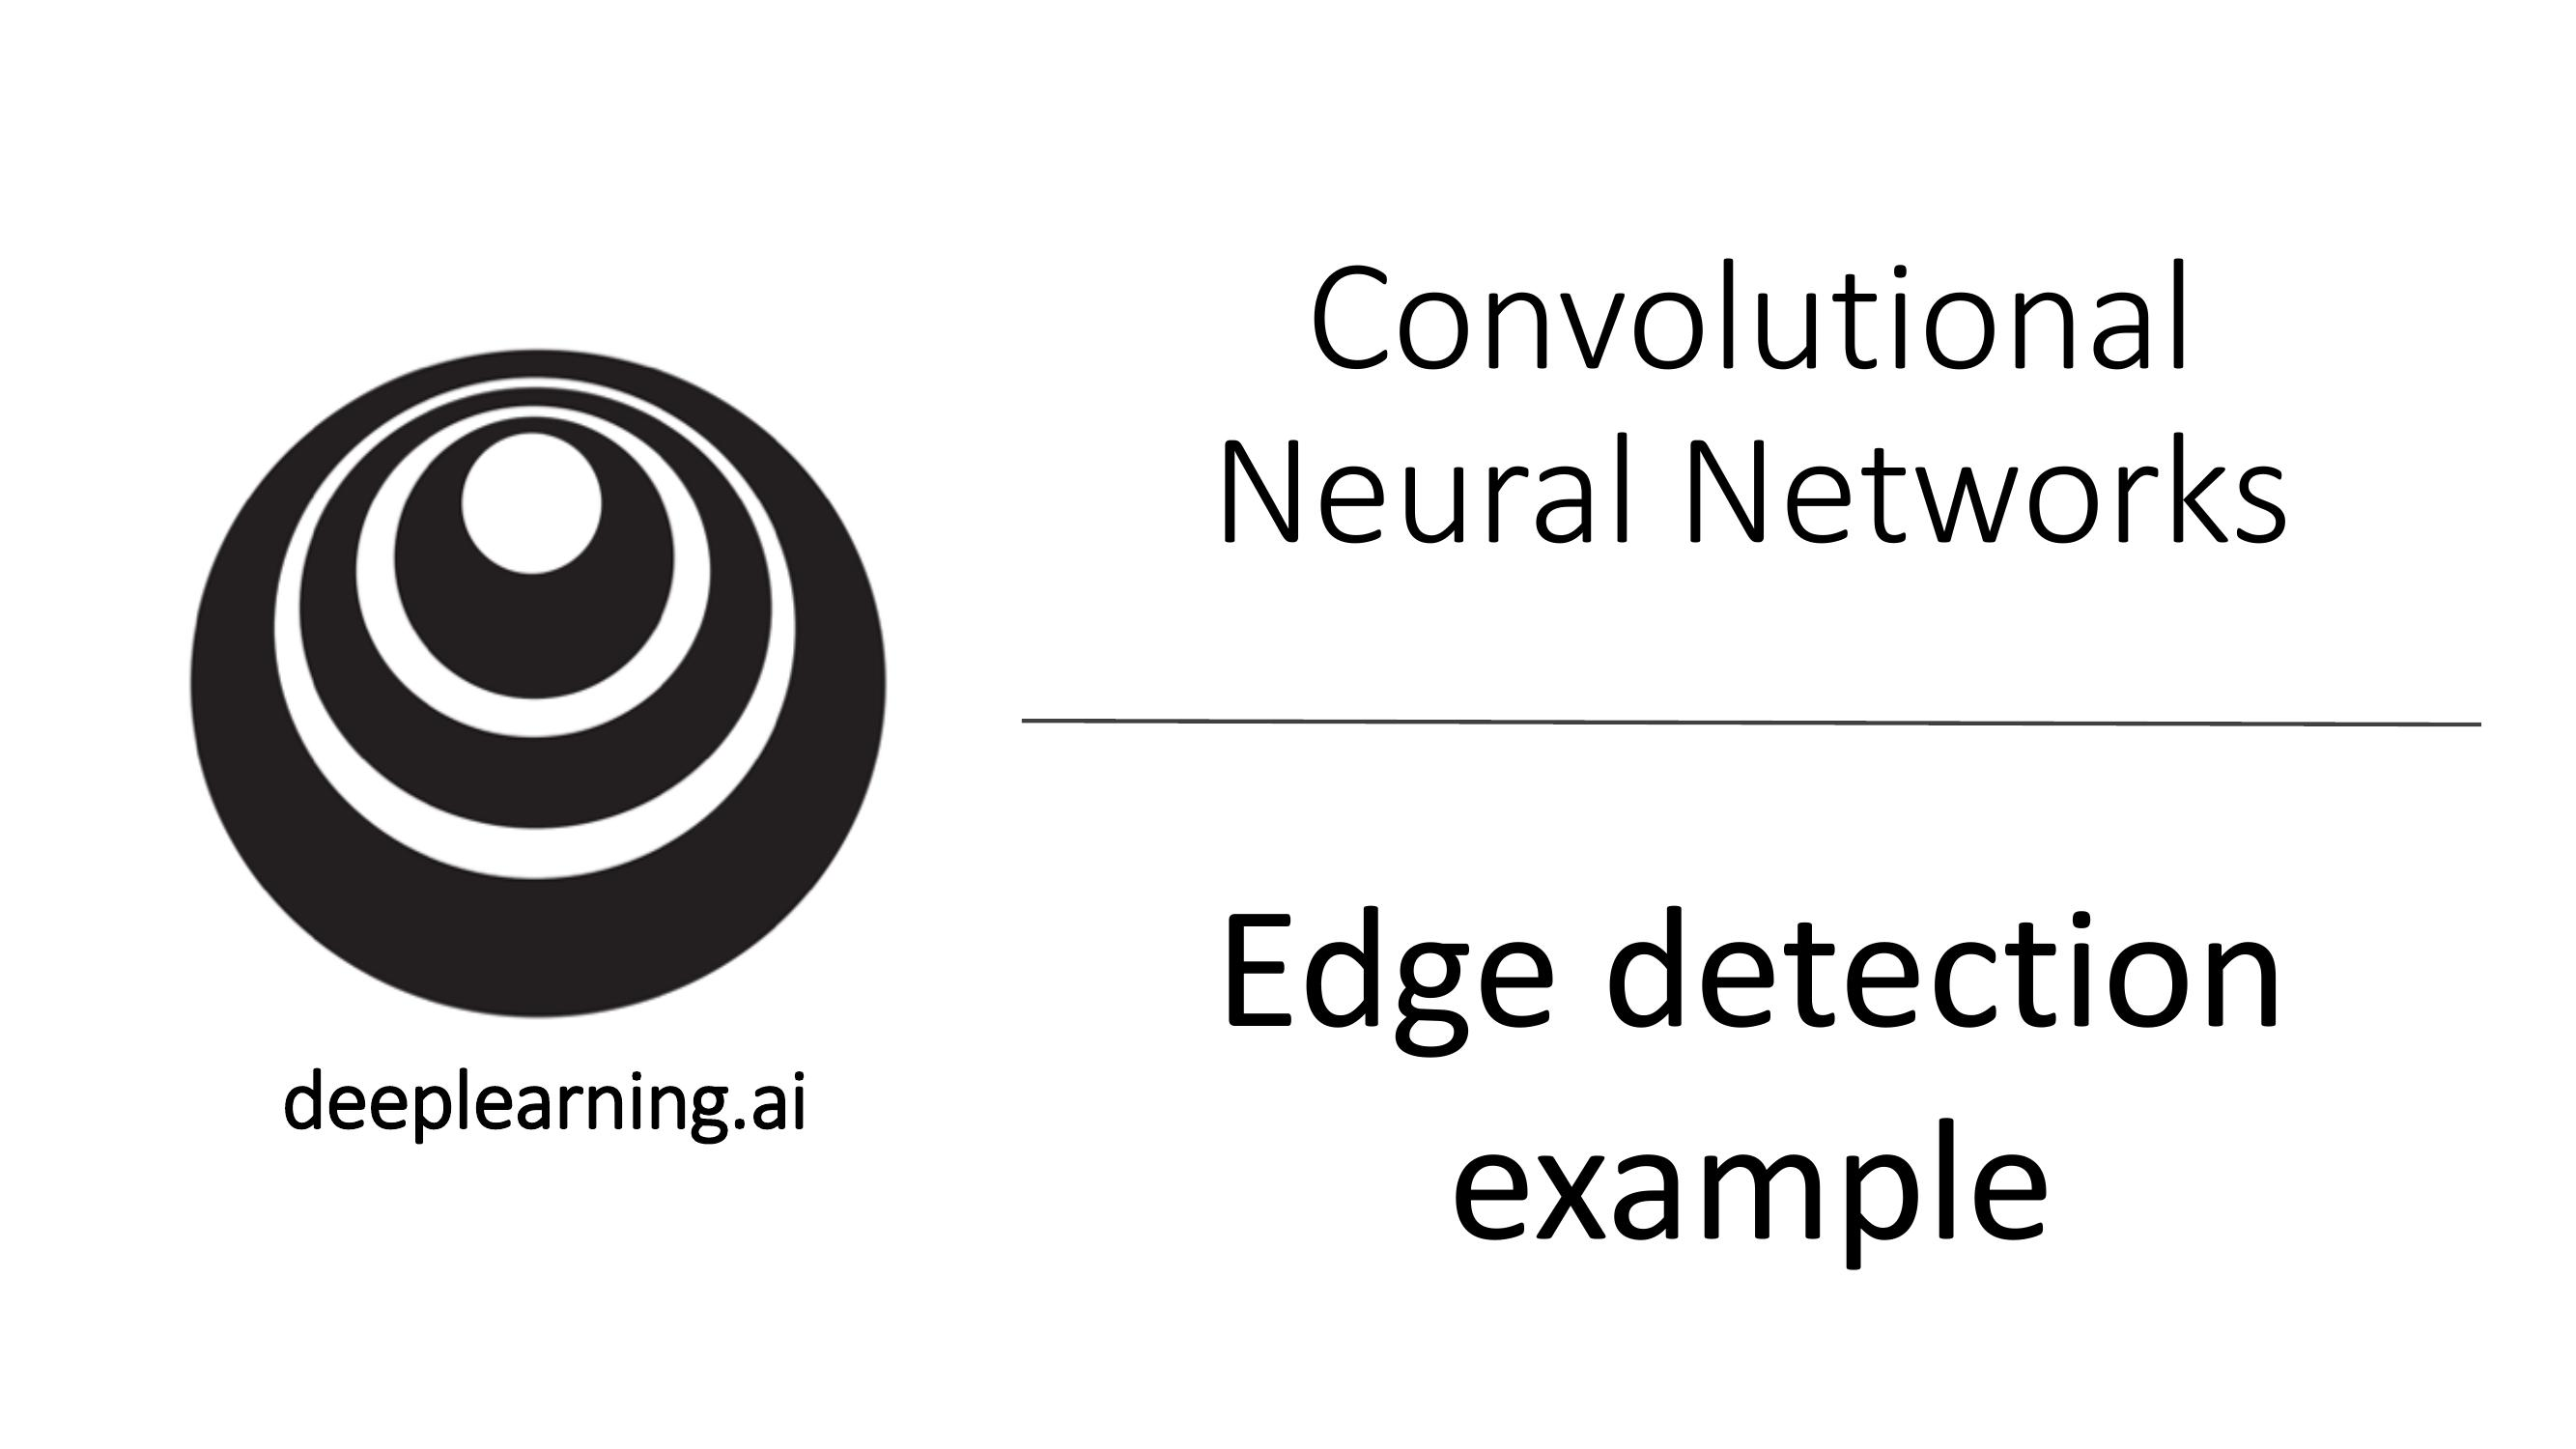 Convolutional
Neural Networks
Edge detection
example
deeplearning.ai